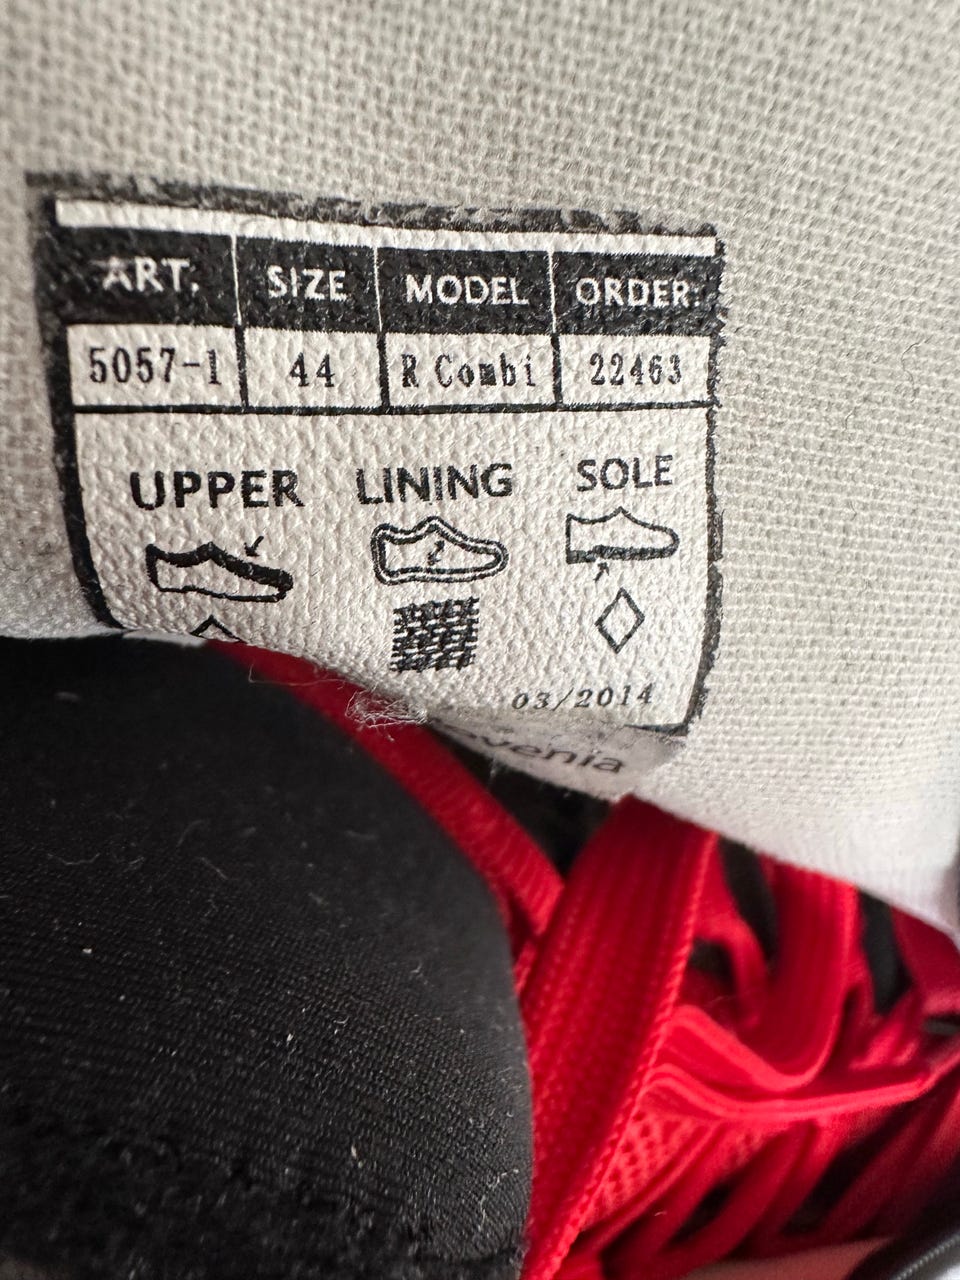 ART. SIZE MODEL ORDER:
5057-1 44 R Combi 22463
UPPER LINING SOLE
03/2014